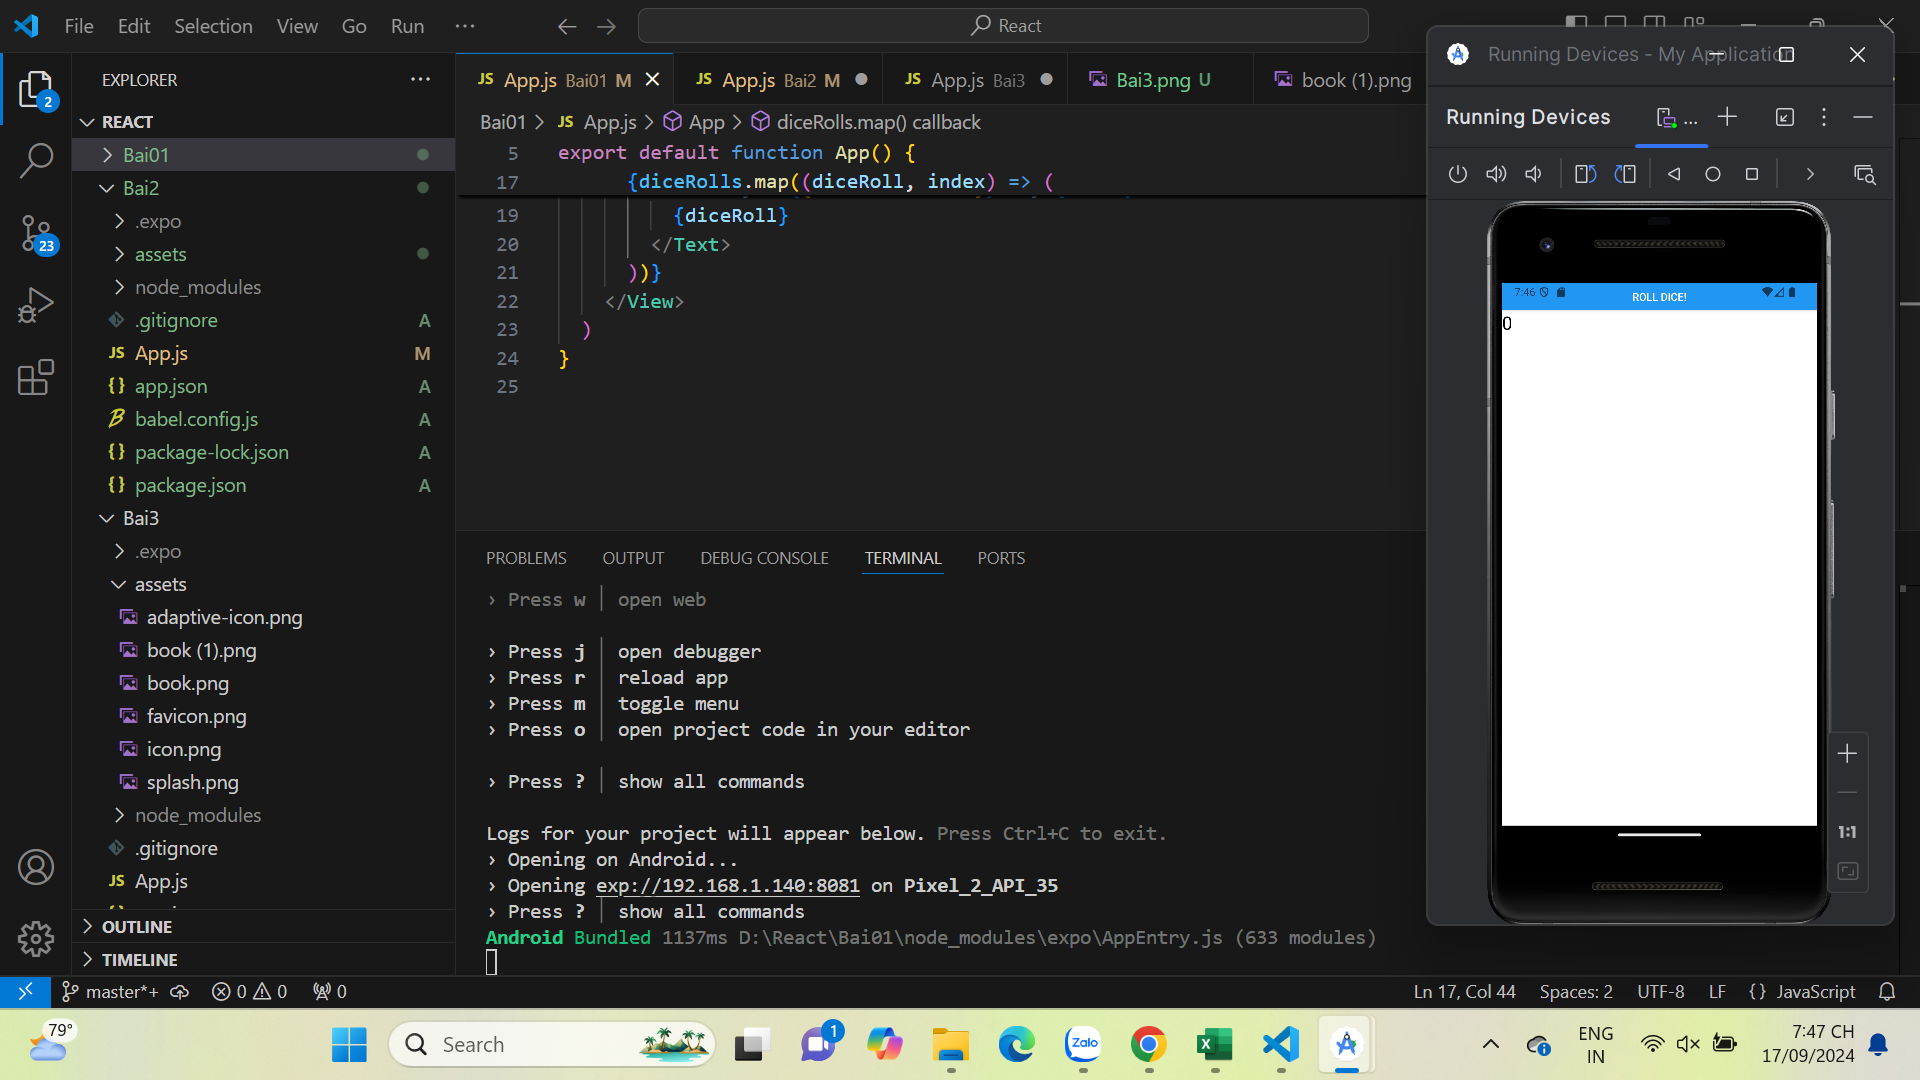 File Edit Selection View Go Run ···
React
EXPLORER
2
23
REACT
Bai01
Bai2
.expo
assets
node_modules
.gitignore A
App.js M
app.json A
babel.config.js A
package-lock.json A
package.json A
Bai3
.expo
assets
adaptive-icon.png
book (1).png
book.png
favicon.png
icon.png
splash.png
node_modules
.gitignore
App.js
OUTLINE
TIMELINE
App.js Bai01 M
App.js Bai2 M
App.js Bai3
Bai3.png U
book (1).png
Bai01 > App.js > App > diceRolls.map() callback
5 export default function App() {
17 {diceRolls.map((diceRoll, index) => (
19 {diceRoll}
20 </Text>
21 ))}
22 </View>
23 )
24 }
25
PROBLEMS OUTPUT DEBUG CONSOLE TERMINAL PORTS
› Press w │ open web
› Press j │ open debugger
› Press r │ reload app
› Press m │ toggle menu
› Press o │ open project code in your editor
› Press ? │ show all commands
Logs for your project will appear below. Press Ctrl+C to exit.
› Opening on Android...
› Opening exp://192.168.1.140:8081 on Pixel_2_API_35
› Press ? │ show all commands
Android Bundled 1137ms D:\React\Bai01\node_modules\expo\AppEntry.js (633 modules)
Running Devices - My Application
Running Devices
...
7:46
ROLL DICE!
0
1:1
master*+ 0 0 0
Ln 17, Col 44 Spaces: 2 UTF-8 LF {} JavaScript
79°
Search
1
Zalo
ENG
IN
7:47 CH
17/09/2024